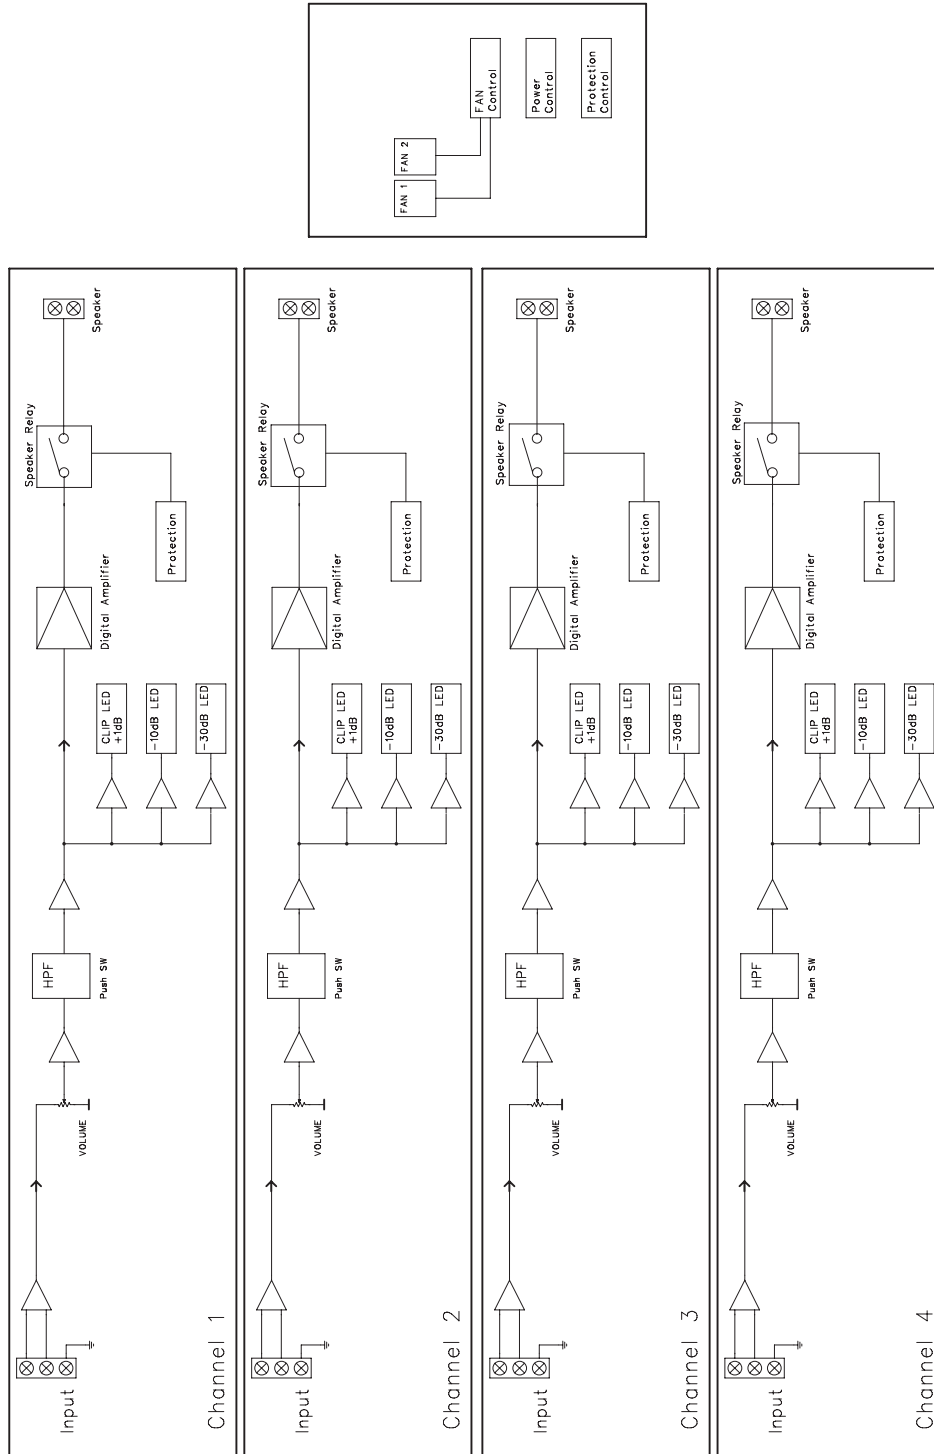 Channel 1
Input
VOLUME
HPF
Push SW
CLIP LED
+1dB
-10dB LED
-30dB LED
Digital Amplifier
Protection
Speaker Relay
Speaker
Channel 2
Input
VOLUME
HPF
Push SW
CLIP LED
+1dB
-10dB LED
-30dB LED
Digital Amplifier
Protection
Speaker Relay
Speaker
Channel 3
Input
VOLUME
HPF
Push SW
CLIP LED
+1dB
-10dB LED
-30dB LED
Digital Amplifier
Protection
Speaker Relay
Speaker
Channel 4
Input
VOLUME
HPF
Push SW
CLIP LED
+1dB
-10dB LED
-30dB LED
Digital Amplifier
Protection
Speaker Relay
Speaker
FAN 1
FAN 2
FAN
Control
Power
Control
Protection
Control